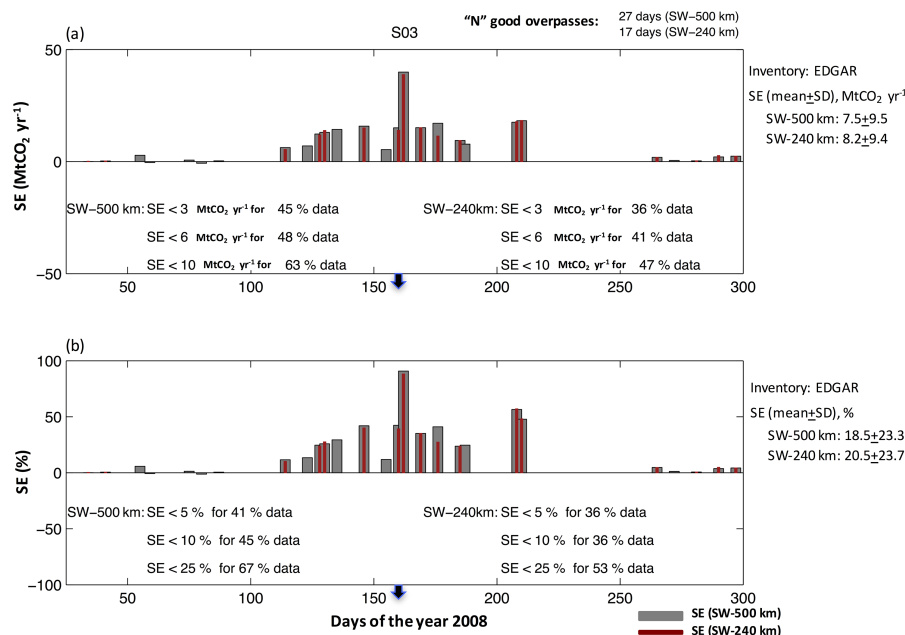 (a)
S03
“N” good overpasses:
27 days (SW−500 km)
17 days (SW−240 km)
50
0
−50
SE (MtCO₂ yr⁻¹)
Inventory: EDGAR
SE (mean±SD), MtCO₂ yr⁻¹
SW-500 km: 7.5±9.5
SW-240 km: 8.2±9.4
SW−500 km: SE < 3 MtCO₂ yr⁻¹ for 45 % data
SE < 6 MtCO₂ yr⁻¹ for 48 % data
SE < 10 MtCO₂ yr⁻¹ for 63 % data
SW−240km: SE < 3 MtCO₂ yr⁻¹ for 36 % data
SE < 6 MtCO₂ yr⁻¹ for 41 % data
SE < 10 MtCO₂ yr⁻¹ for 47 % data
50 100 150 200 250 300
(b)
100
50
0
−50
−100
SE (%)
Inventory: EDGAR
SE (mean±SD), %
SW-500 km: 18.5±23.3
SW-240 km: 20.5±23.7
SW−500 km: SE < 5 % for 41 % data
SE < 10 % for 45 % data
SE < 25 % for 67 % data
SW−240km: SE < 5 % for 36 % data
SE < 10 % for 36 % data
SE < 25 % for 53 % data
50 100 150 200 250 300
Days of the year 2008
SE (SW-500 km)
SE (SW-240 km)